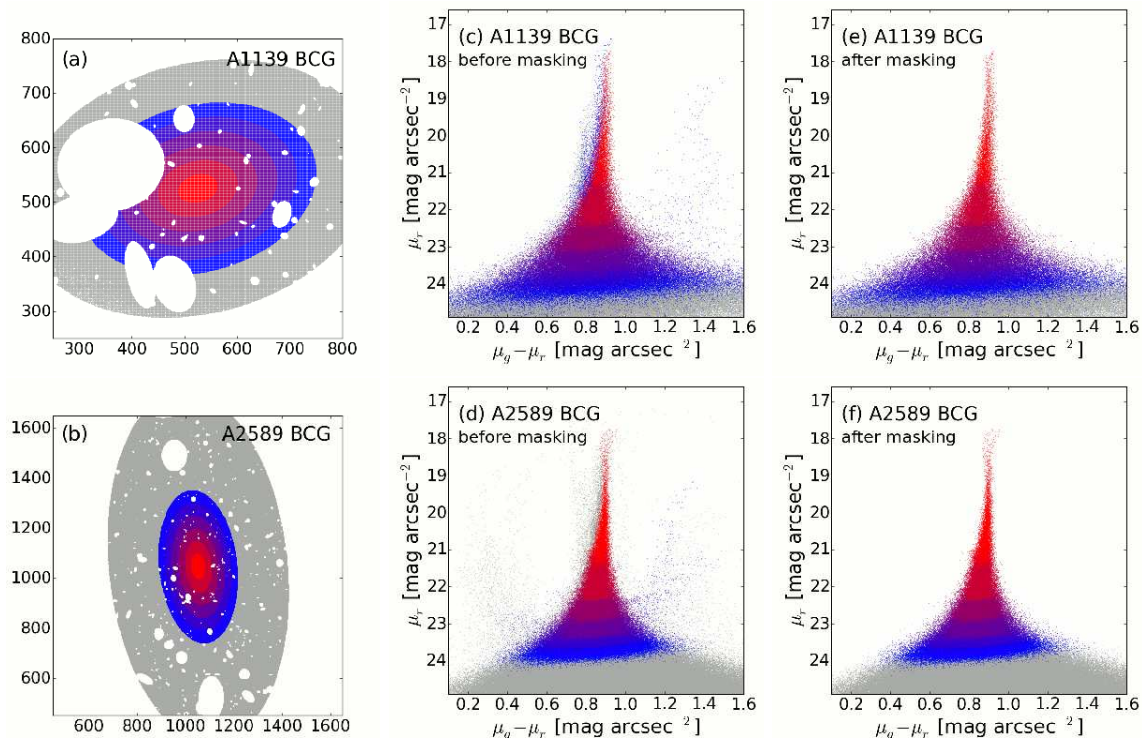 (a) A1139 BCG
800
700
600
500
400
300
300 400 500 600 700 800
(c) A1139 BCG
before masking
17
18
19
20
21
22
23
24
μr [mag arcsec−2]
0.2 0.4 0.6 0.8 1.0 1.2 1.4 1.6
μg−μr [mag arcsec 2]
(e) A1139 BCG
after masking
17
18
19
20
21
22
23
24
μr [mag arcsec−2]
0.2 0.4 0.6 0.8 1.0 1.2 1.4 1.6
μg−μr [mag arcsec 2]
(b) A2589 BCG
1600
1400
1200
1000
800
600
600 800 1000 1200 1400 1600
(d) A2589 BCG
before masking
17
18
19
20
21
22
23
24
μr [mag arcsec−2]
0.2 0.4 0.6 0.8 1.0 1.2 1.4 1.6
μg−μr [mag arcsec 2]
(f) A2589 BCG
after masking
17
18
19
20
21
22
23
24
μr [mag arcsec−2]
0.2 0.4 0.6 0.8 1.0 1.2 1.4 1.6
μg−μr [mag arcsec 2]